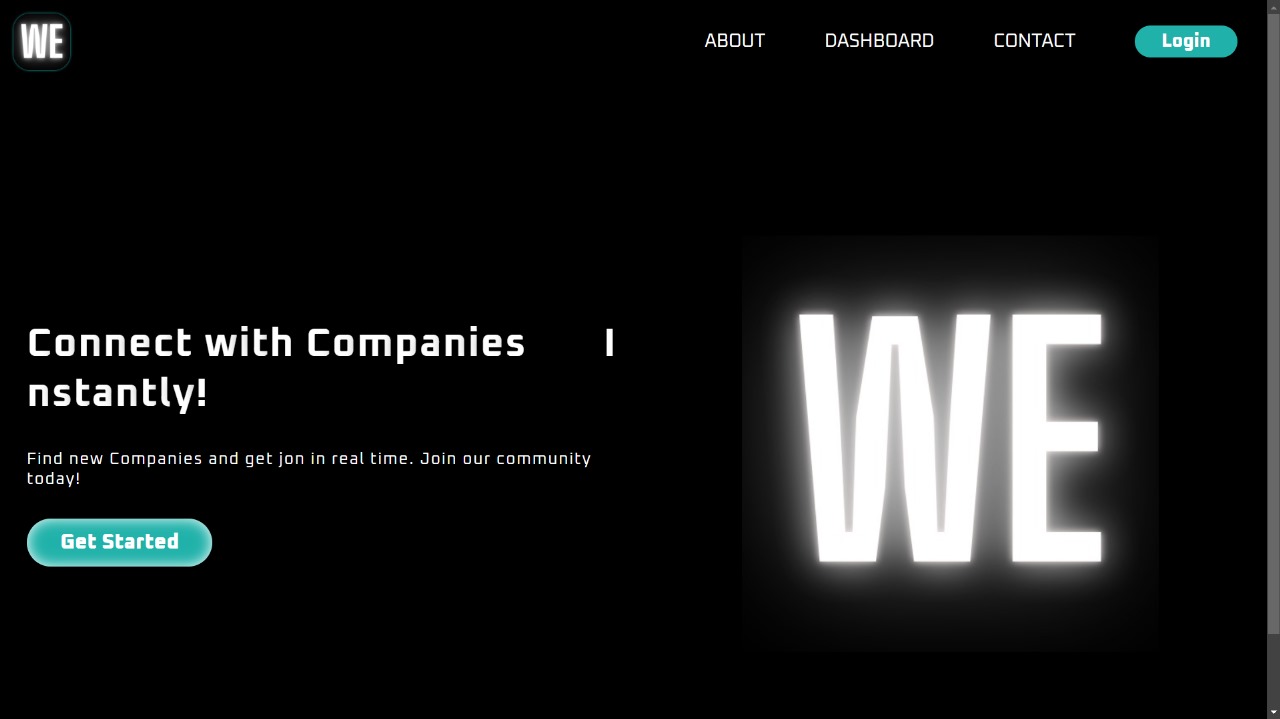 WE
ABOUT DASHBOARD CONTACT Login
Connect with Companies I
nstantly!
Find new Companies and get jon in real time. Join our community
today!
Get Started
WE